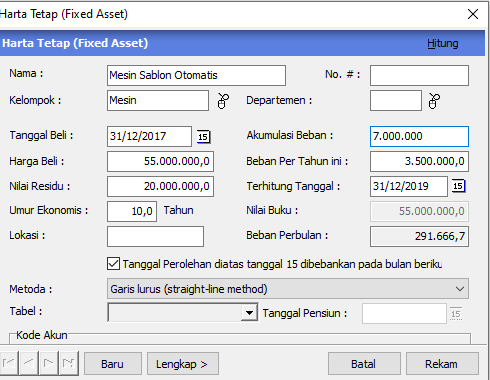 Harta Tetap (Fixed Asset)
Harta Tetap (Fixed Asset) Hitung
Nama : Mesin Sablon Otomatis No. # :
Kelompok : Mesin Departemen :
Tanggal Beli : 31/12/2017 15 Akumulasi Beban : 7.000.000
Harga Beli : 55.000.000,0 Beban Per Tahun ini : 3.500.000,0
Nilai Residu : 20.000.000,0 Terhitung Tanggal : 31/12/2019 15
Umur Ekonomis : 10,0 Tahun Nilai Buku : 55.000.000,0
Lokasi : Beban Perbulan : 291.666,7
Tanggal Perolehan diatas tanggal 15 dibebankan pada bulan beriku
Metoda : Garis lurus (straight-line method)
Tabel : Tanggal Pensiun : 15
Kode Akun
Baru Lengkap > Batal Rekam